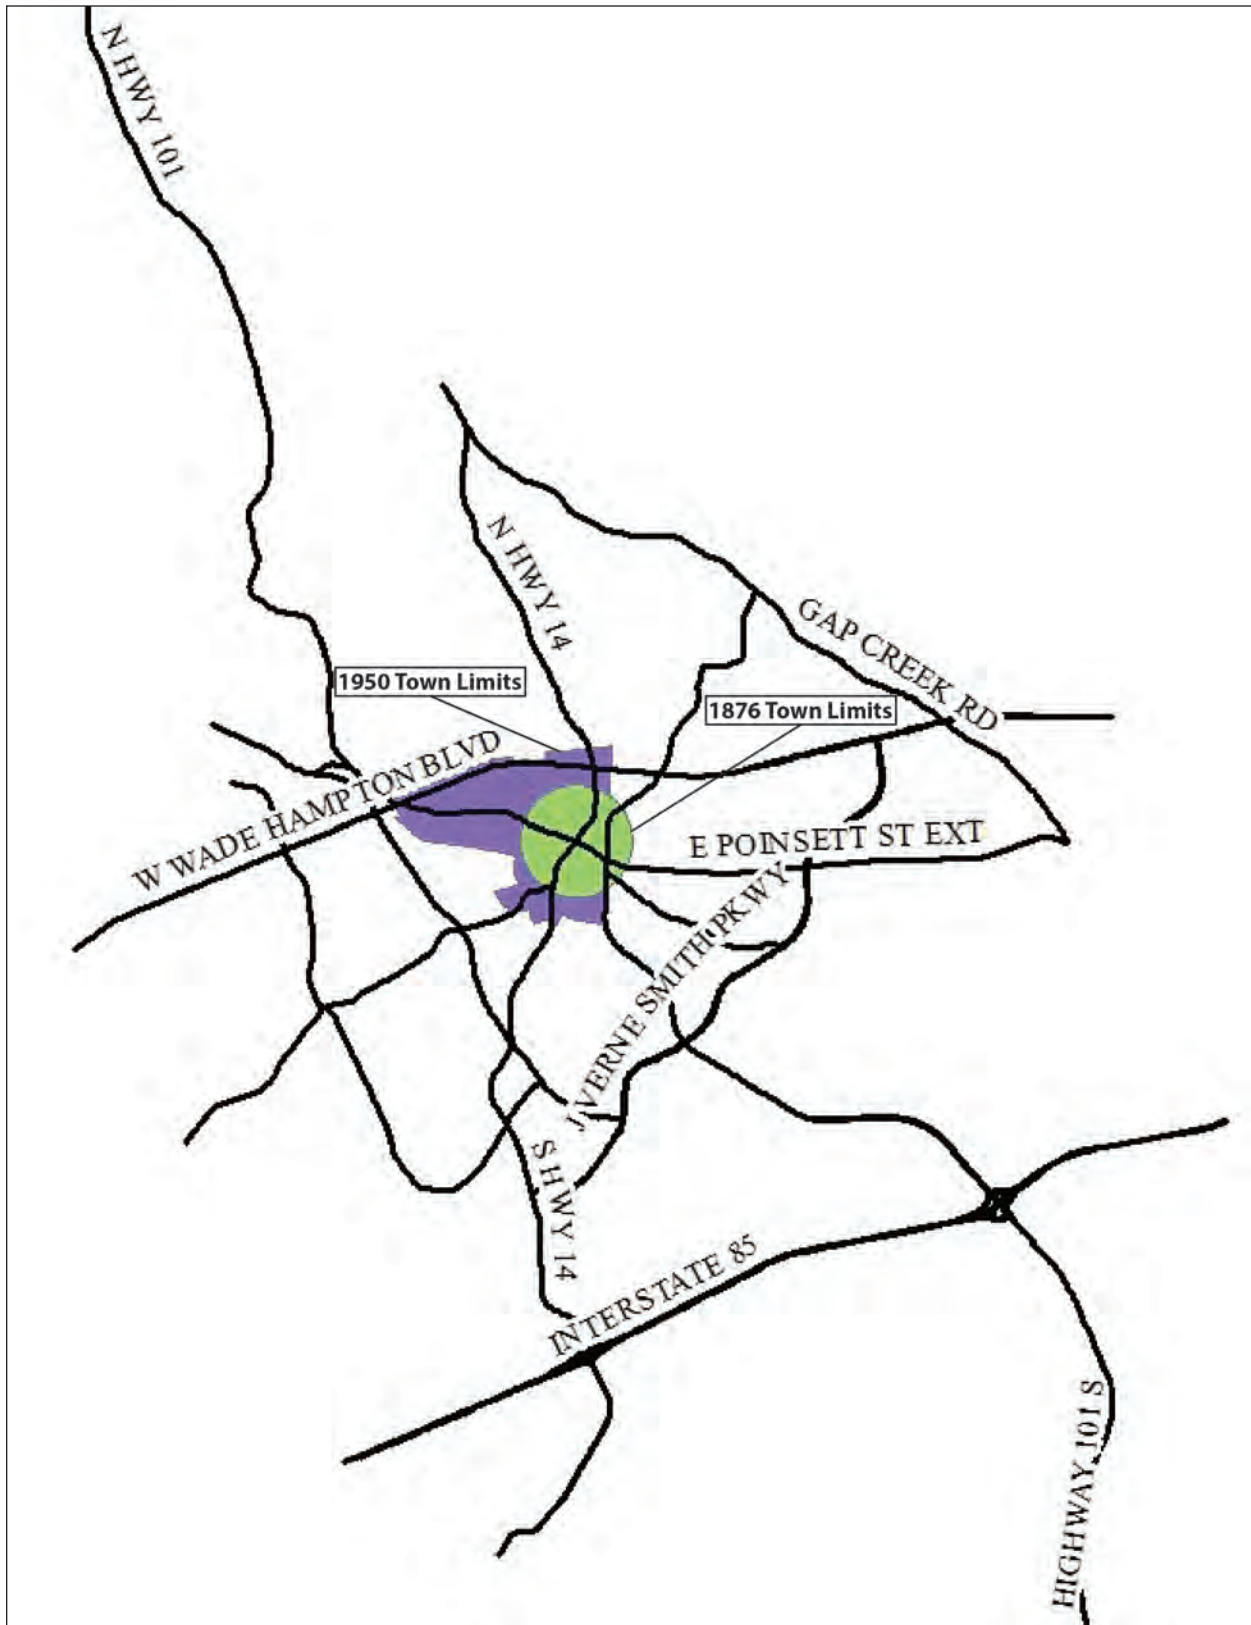 N HWY 101
N HWY 14
GAP CREEK RD
1950 Town Limits
1876 Town Limits
W WADE HAMPTON BLVD
E POINSETT ST EXT
J VERNE SMITH PKWY
S HWY 14
INTERSTATE 85
HIGHWAY 101 S